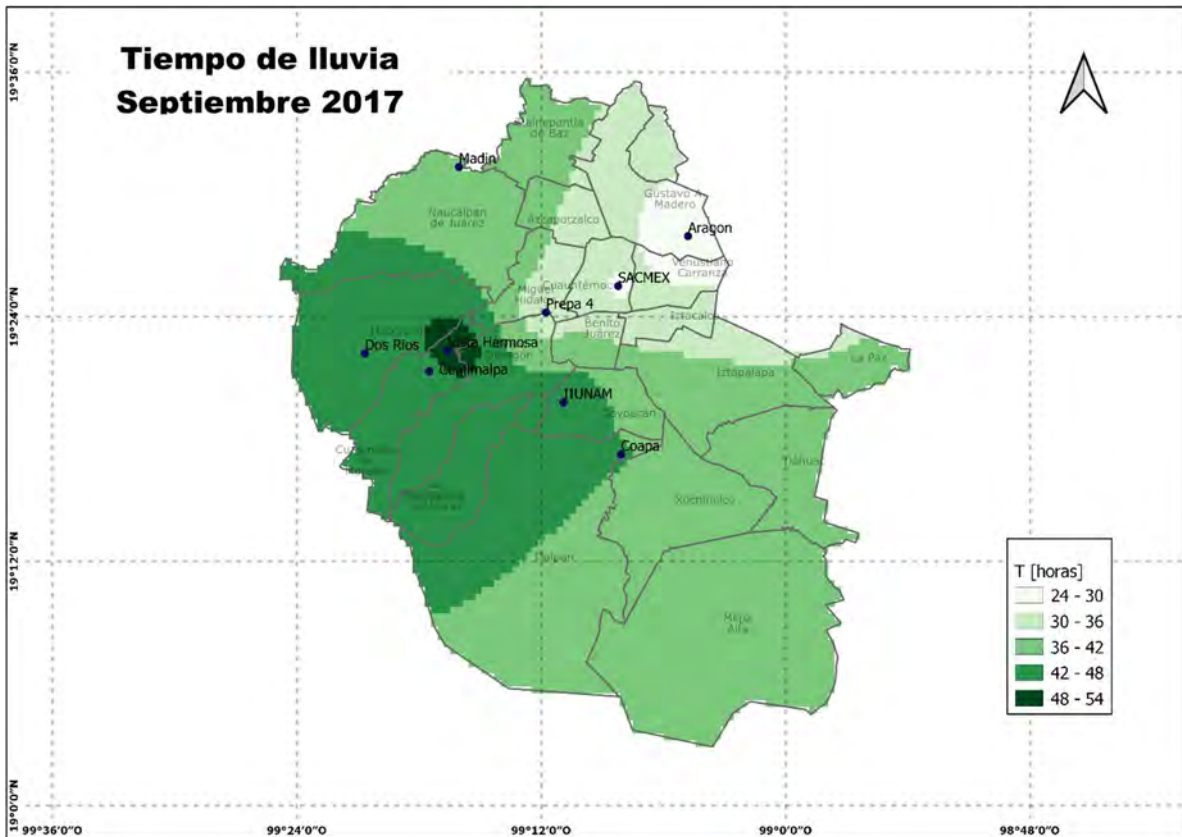 Tiempo de lluvia
Septiembre 2017
19°36'0"N
19°24'0"N
19°12'0"N
19°0'0"N
99°36'0"O
99°24'0"O
99°12'0"O
99°0'0"O
98°48'0"O
de Baz
Madin
Naucalpan
de Juárez
Azcapotzalco
Gustavo A.
Madero
Aragon
Venustiano
Carranza
SACMEX
Cuauhtémoc
Miguel
Hidalgo
Prepa 4
Benito
Juárez
Iztacalco
La Paz
Iztapalapa
Dos Ríos
Vista Hermosa
Cuajimalpa
IIUNAM
Coyoacán
Coapa
Tláhuac
Xochimilco
Tlalpan
Milpa
Alta
T [horas]
24 - 30
30 - 36
36 - 42
42 - 48
48 - 54